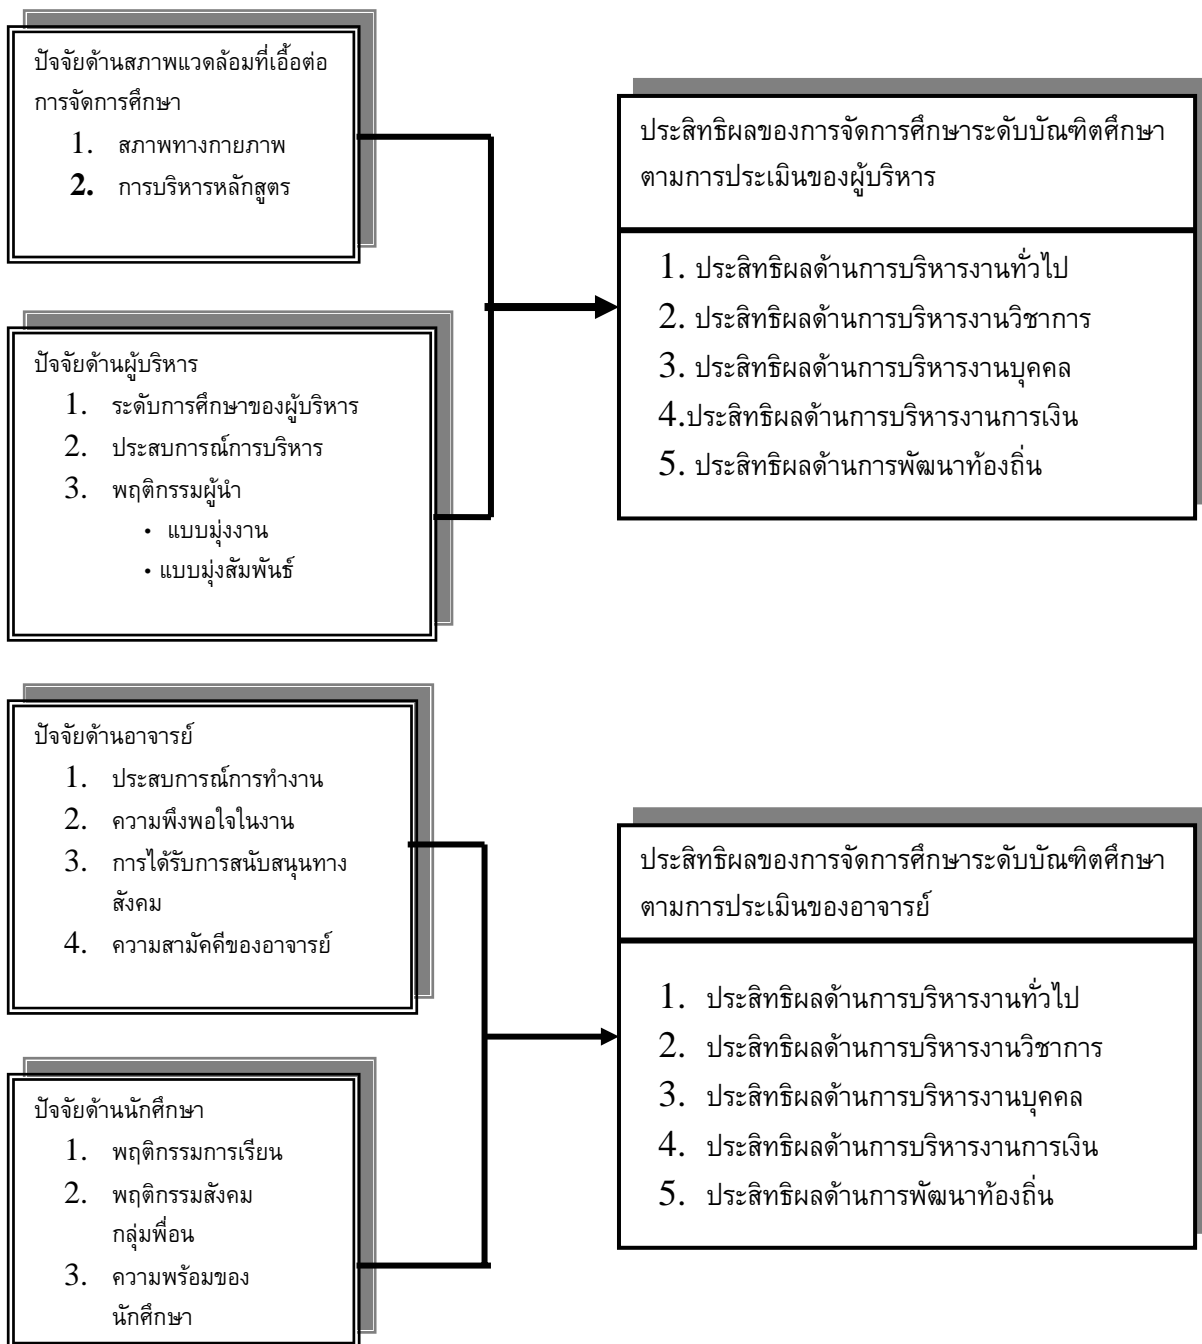 ปัจจัยด้านสภาพแวดล้อมที่เอื้อต่อ
การจัดการศึกษา
1. สภาพทางกายภาพ
2. การบริหารหลักสูตร
ปัจจัยด้านผู้บริหาร
1. ระดับการศึกษาของผู้บริหาร
2. ประสบการณ์การบริหาร
3. พฤติกรรมผู้นำ
• แบบมุ่งงาน
• แบบมุ่งสัมพันธ์
ประสิทธิผลของการจัดการศึกษาระดับบัณฑิตศึกษา
ตามการประเมินของผู้บริหาร
1. ประสิทธิผลด้านการบริหารงานทั่วไป
2. ประสิทธิผลด้านการบริหารงานวิชาการ
3. ประสิทธิผลด้านการบริหารงานบุคคล
4.ประสิทธิผลด้านการบริหารงานการเงิน
5. ประสิทธิผลด้านการพัฒนาท้องถิ่น
ปัจจัยด้านอาจารย์
1. ประสบการณ์การทำงาน
2. ความพึงพอใจในงาน
3. การได้รับการสนับสนุนทาง
สังคม
4. ความสามัคคีของอาจารย์
ปัจจัยด้านนักศึกษา
1. พฤติกรรมการเรียน
2. พฤติกรรมสังคม
กลุ่มพื่อน
3. ความพร้อมของ
นักศึกษา
ประสิทธิผลของการจัดการศึกษาระดับบัณฑิตศึกษา
ตามการประเมินของอาจารย์
1. ประสิทธิผลด้านการบริหารงานทั่วไป
2. ประสิทธิผลด้านการบริหารงานวิชาการ
3. ประสิทธิผลด้านการบริหารงานบุคคล
4. ประสิทธิผลด้านการบริหารงานการเงิน
5. ประสิทธิผลด้านการพัฒนาท้องถิ่น